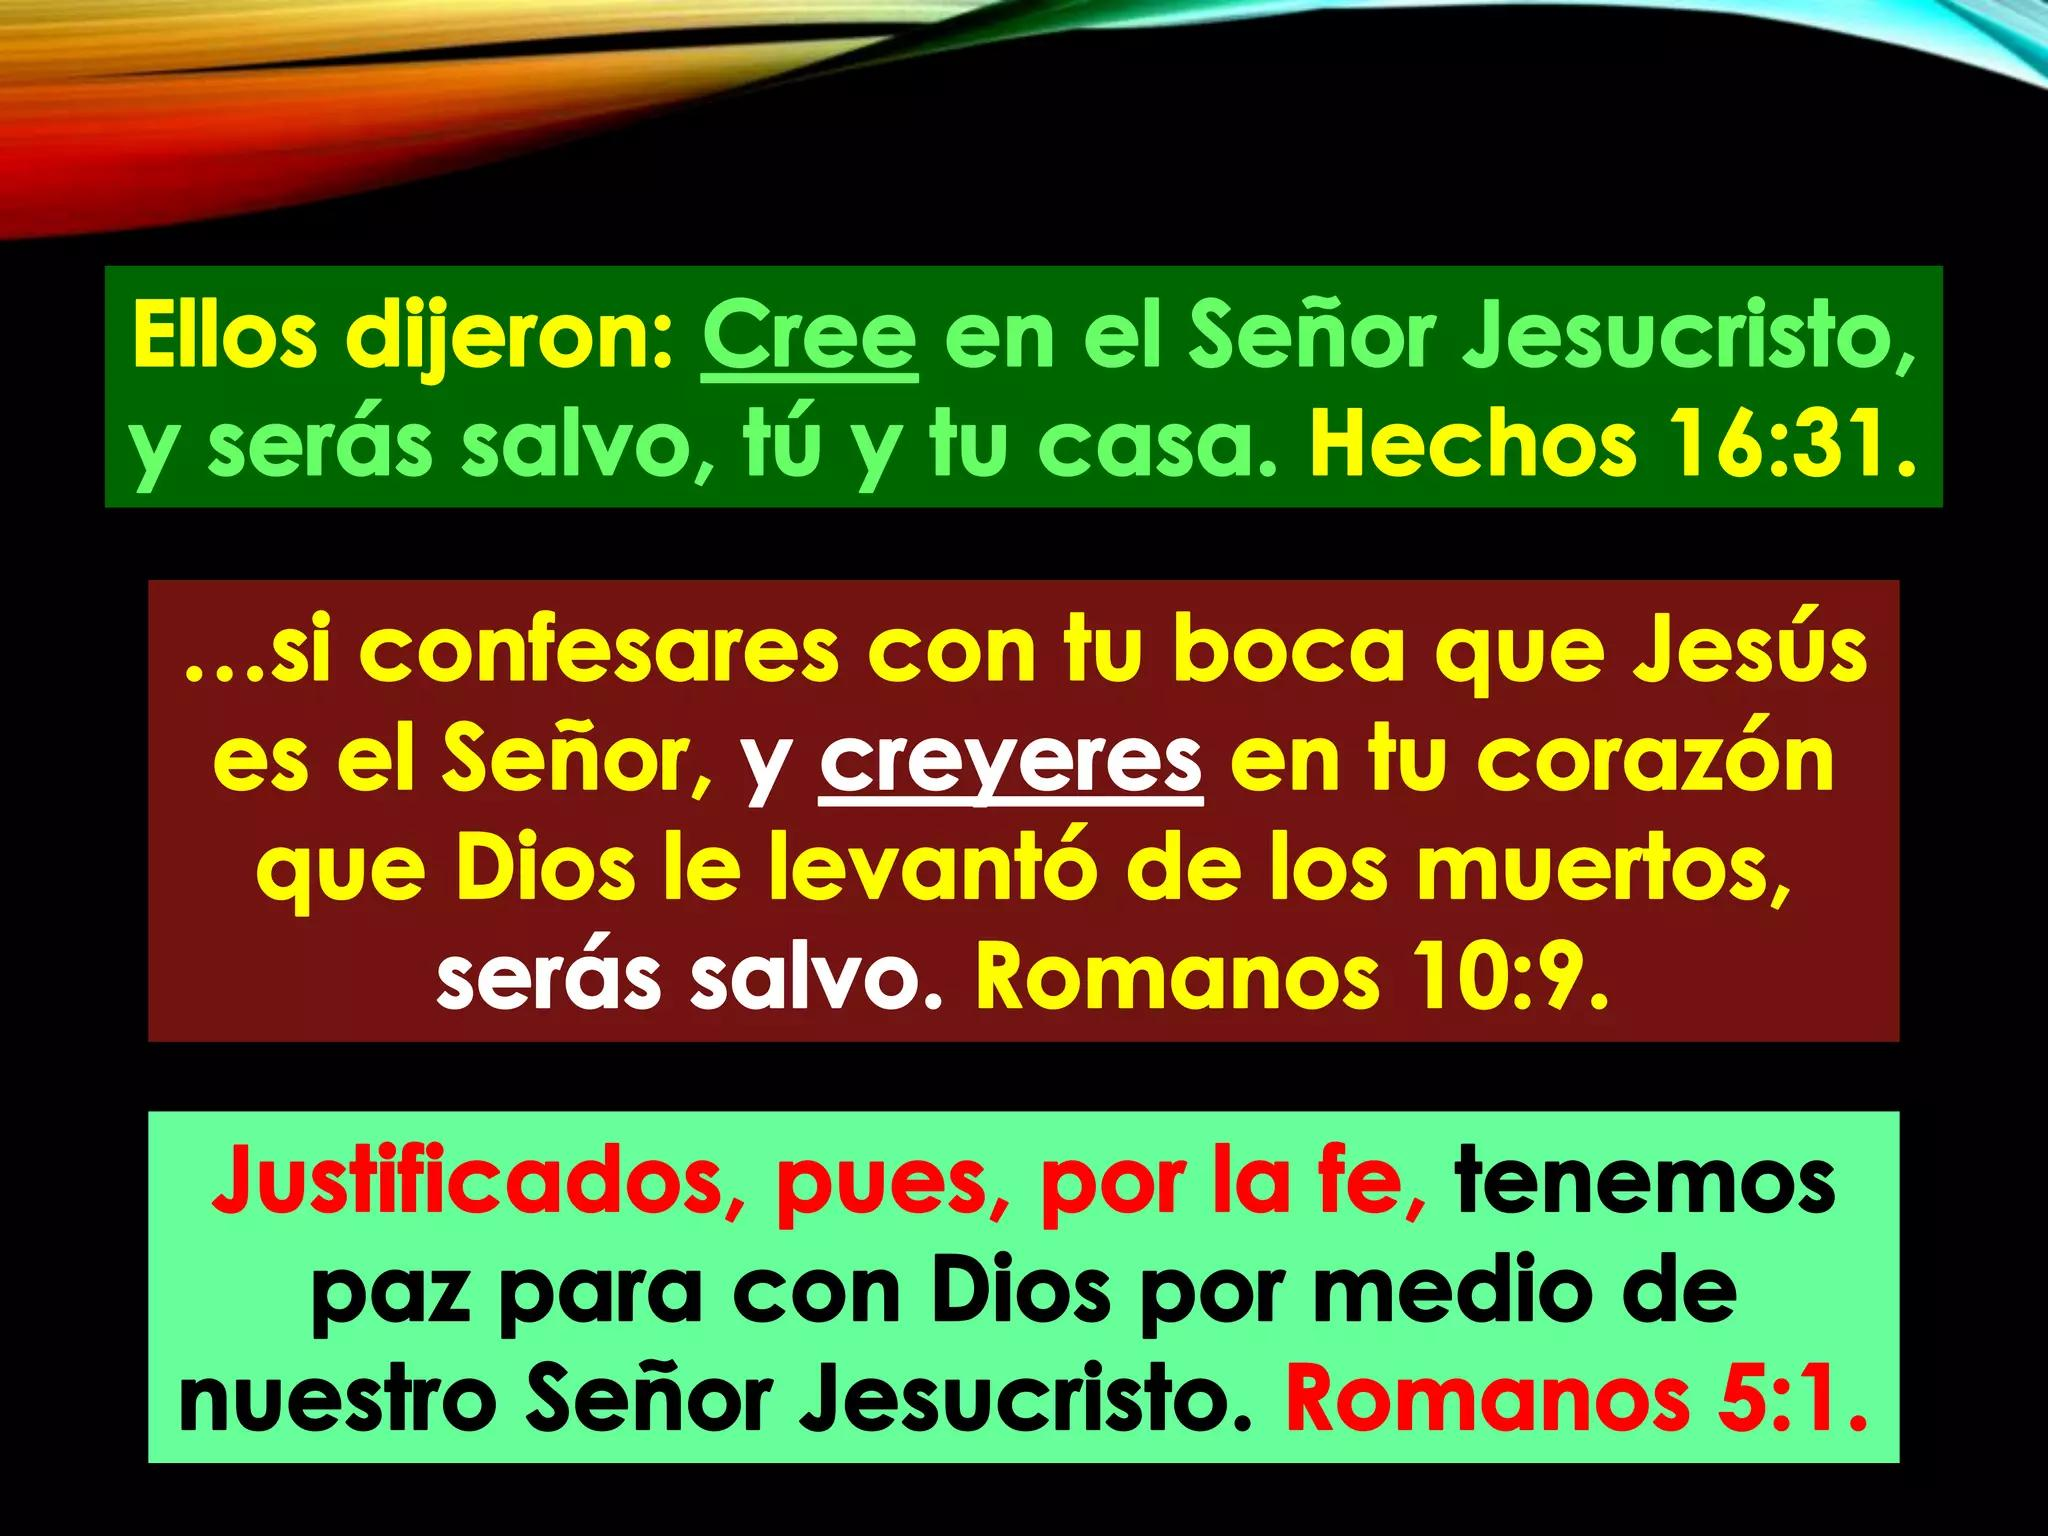 Ellos dijeron: Cree en el Señor Jesucristo,
y serás salvo, tú y tu casa. Hechos 16:31.
...si confesares con tu boca que Jesús
es el Señor, y creyeres en tu corazón
que Dios le levantó de los muertos,
serás salvo. Romanos 10:9.
Justificados, pues, por la fe, tenemos
paz para con Dios por medio de
nuestro Señor Jesucristo. Romanos 5:1.